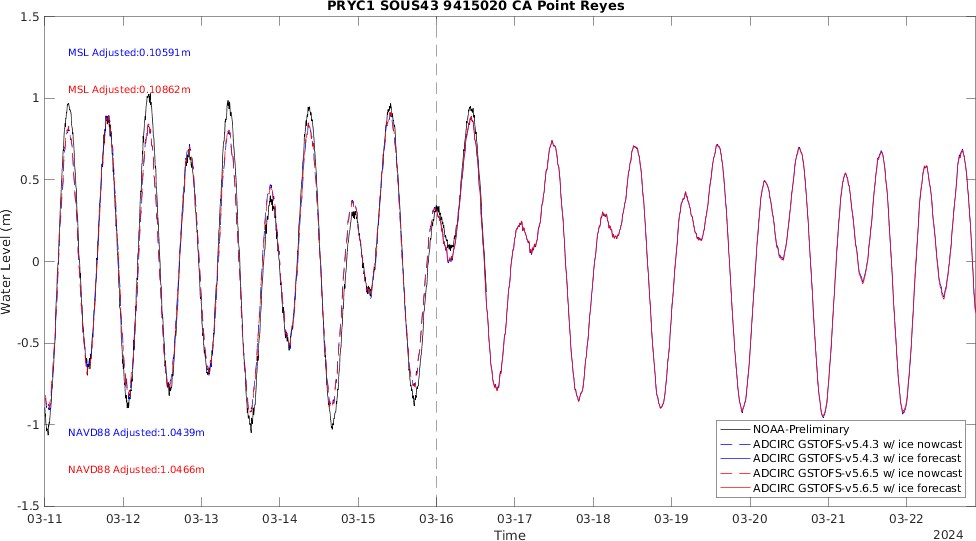 PRYC1 SOUS43 9415020 CA Point Reyes
1.5
MSL Adjusted:0.10591m
MSL Adjusted:0.10862m
1
0.5
0
-0.5
-1
-1.5
Water Level (m)
NAVD88 Adjusted:1.0439m
NAVD88 Adjusted:1.0466m
NOAA-Preliminary
ADCIRC GSTOFS-v5.4.3 w/ ice nowcast
ADCIRC GSTOFS-v5.4.3 w/ ice forecast
ADCIRC GSTOFS-v5.6.5 w/ ice nowcast
ADCIRC GSTOFS-v5.6.5 w/ ice forecast
03-11 03-12 03-13 03-14 03-15 03-16 03-17 03-18 03-19 03-20 03-21 03-22
Time
2024